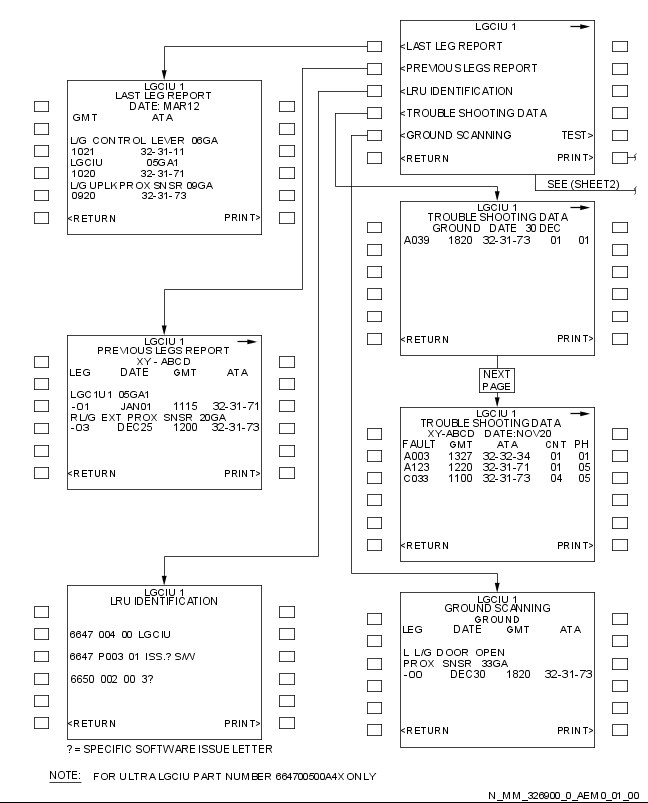 LGCIU 1
<LAST LEG REPORT
<PREVIOUS LEGS REPORT
<LRU IDENTIFICATION
<TROUBLE SHOOTING DATA
<GROUND SCANNING TEST>
<RETURN PRINT>
SEE (SHEET2)
LGCIU 1
LAST LEG REPORT
DATE: MAR12
GMT ATA
L/G CONTROL LEVER 06GA
1021 32-31-11
LGCIU 05GA1
1020 32-31-71
L/G UPLK PROX SNSR 09GA
0920 32-31-73
<RETURN PRINT>
LGCIU 1
TROUBLE SHOOTING DATA
GROUND DATE 30 DEC
A039 1820 32-31-73 01 01
<RETURN PRINT>
NEXT
PAGE
LGCIU 1
PREVIOUS LEGS REPORT
XY - ABCD
LEG DATE GMT ATA
LGC1U1 05GA1
-01 JAN01 1115 32-31-71
RL/G EXT PROX SNSR 20GA
-03 DEC25 1200 32-31-73
<RETURN PRINT>
LGCIU 1
TROUBLE SHOOTING DATA
XY-ABCD DATE:NOV20
FAULT GMT ATA CNT PH
A003 1327 32-32-34 01 01
A123 1220 32-31-71 01 05
C033 1100 32-31-73 04 05
<RETURN PRINT>
LGCIU 1
LRU IDENTIFICATION
6647 004 00 LGCIU
6647 P003 01 ISS.? S/W
6650 002 00 3?
<RETURN PRINT>
? = SPECIFIC SOFTWARE ISSUE LETTER
LGCIU 1
GROUND SCANNING
GROUND
LEG DATE GMT ATA
L L/G DOOR OPEN
PROX SNSR 33GA
-00 DEC30 1820 32-31-73
<RETURN PRINT>
NOTE: FOR ULTRA LGCIU PART NUMBER 664700500A4X ONLY
N_MM_326900_0_AEM0_01_00